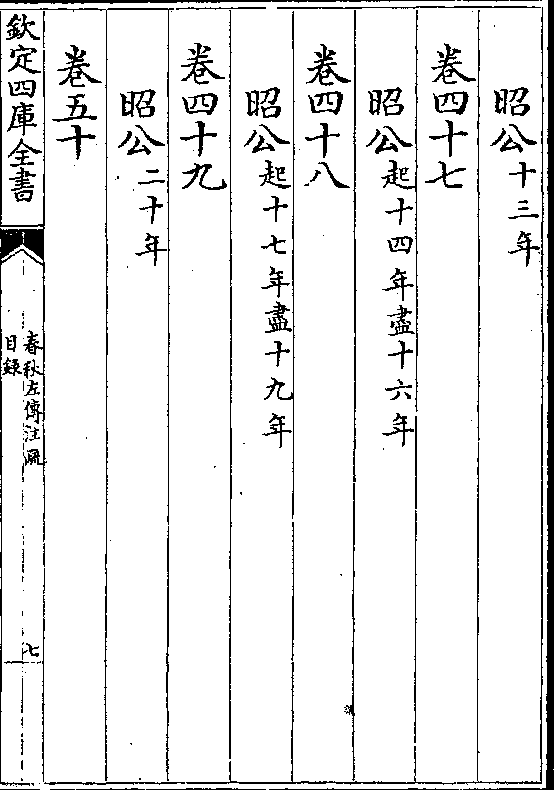 昭公十三年
卷四十七
昭公起十四年盡十六年
卷四十八
昭公起十七年盡十九年
卷四十九
昭公二十年
卷五十
欽定四庫全書
春秋左傳注疏
目錄
七